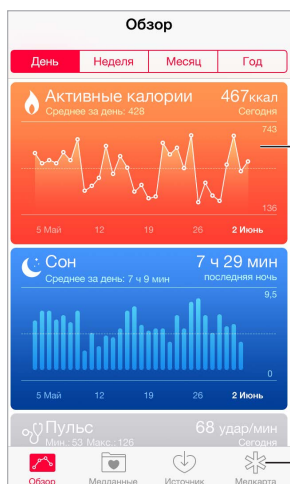 Обзор
День Неделя Месяц Год
Активные калории 467ккал
Среднее за день: 428 Сегодня
743
136
5 Май 12 19 26 2 Июнь
Сон 7 ч 29 мин
Среднее за день: 7 ч 9 мин последняя ночь
9,5
0
5 Май 12 19 26 2 Июнь
Пульс 68 удар/мин
Мин.: 53 Макс.: 126 Сегодня
Обзор Медданные Источник Медкарта